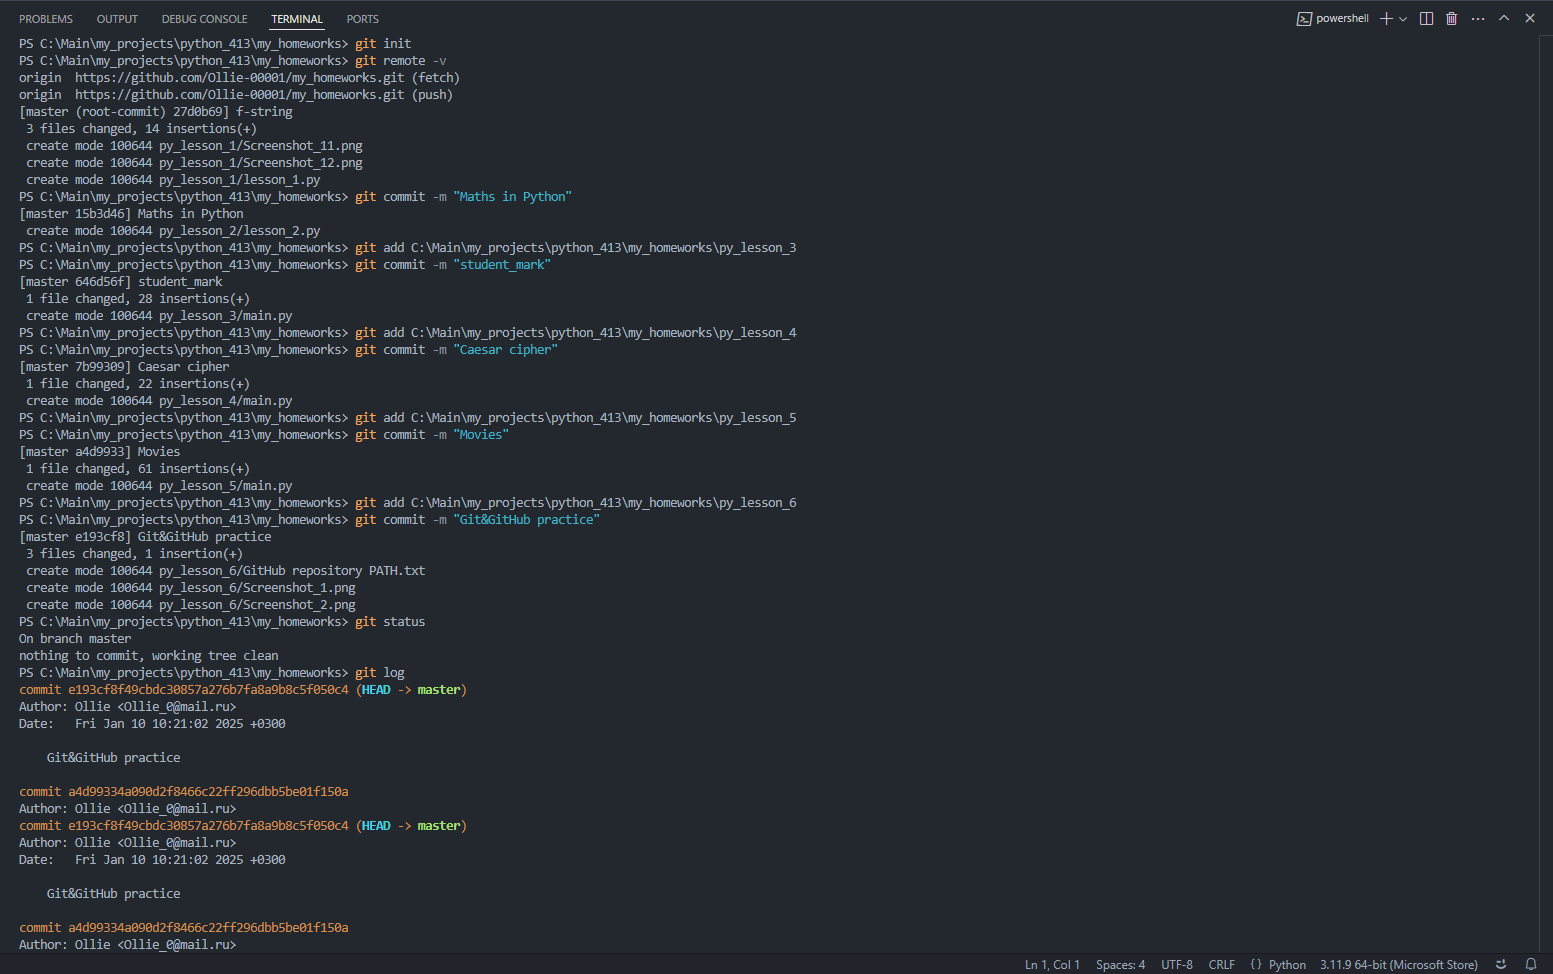 PROBLEMS OUTPUT DEBUG CONSOLE TERMINAL PORTS powershell
PS C:\Main\my_projects\python_413\my_homeworks> git init
PS C:\Main\my_projects\python_413\my_homeworks> git remote -v
origin  https://github.com/Ollie-00001/my_homeworks.git (fetch)
origin  https://github.com/Ollie-00001/my_homeworks.git (push)
[master (root-commit) 27d0b69] f-string
 3 files changed, 14 insertions(+)
 create mode 100644 py_lesson_1/Screenshot_11.png
 create mode 100644 py_lesson_1/Screenshot_12.png
 create mode 100644 py_lesson_1/lesson_1.py
PS C:\Main\my_projects\python_413\my_homeworks> git commit -m "Maths in Python"
[master 15b3d46] Maths in Python
 create mode 100644 py_lesson_2/lesson_2.py
PS C:\Main\my_projects\python_413\my_homeworks> git add C:\Main\my_projects\python_413\my_homeworks\py_lesson_3
PS C:\Main\my_projects\python_413\my_homeworks> git commit -m "student_mark"
[master 646d56f] student_mark
 1 file changed, 28 insertions(+)
 create mode 100644 py_lesson_3/main.py
PS C:\Main\my_projects\python_413\my_homeworks> git add C:\Main\my_projects\python_413\my_homeworks\py_lesson_4
PS C:\Main\my_projects\python_413\my_homeworks> git commit -m "Caesar cipher"
[master 7b99309] Caesar cipher
 1 file changed, 22 insertions(+)
 create mode 100644 py_lesson_4/main.py
PS C:\Main\my_projects\python_413\my_homeworks> git add C:\Main\my_projects\python_413\my_homeworks\py_lesson_5
PS C:\Main\my_projects\python_413\my_homeworks> git commit -m "Movies"
[master a4d9933] Movies
 1 file changed, 61 insertions(+)
 create mode 100644 py_lesson_5/main.py
PS C:\Main\my_projects\python_413\my_homeworks> git add C:\Main\my_projects\python_413\my_homeworks\py_lesson_6
PS C:\Main\my_projects\python_413\my_homeworks> git commit -m "Git&GitHub practice"
[master e193cf8] Git&GitHub practice
 3 files changed, 1 insertion(+)
 create mode 100644 py_lesson_6/GitHub repository PATH.txt
 create mode 100644 py_lesson_6/Screenshot_1.png
 create mode 100644 py_lesson_6/Screenshot_2.png
PS C:\Main\my_projects\python_413\my_homeworks> git status
On branch master
nothing to commit, working tree clean
PS C:\Main\my_projects\python_413\my_homeworks> git log
commit e193cf8f49cbdc30857a276b7fa8a9b8c5f050c4 (HEAD -> master)
Author: Ollie <Ollie_0@mail.ru>
Date:   Fri Jan 10 10:21:02 2025 +0300
    Git&GitHub practice
commit a4d99334a090d2f8466c22ff296dbb5be01f150a
Author: Ollie <Ollie_0@mail.ru>
commit e193cf8f49cbdc30857a276b7fa8a9b8c5f050c4 (HEAD -> master)
Author: Ollie <Ollie_0@mail.ru>
Date:   Fri Jan 10 10:21:02 2025 +0300
    Git&GitHub practice
commit a4d99334a090d2f8466c22ff296dbb5be01f150a
Author: Ollie <Ollie_0@mail.ru>
Ln 1, Col 1 Spaces: 4 UTF-8 CRLF {} Python 3.11.9 64-bit (Microsoft Store)